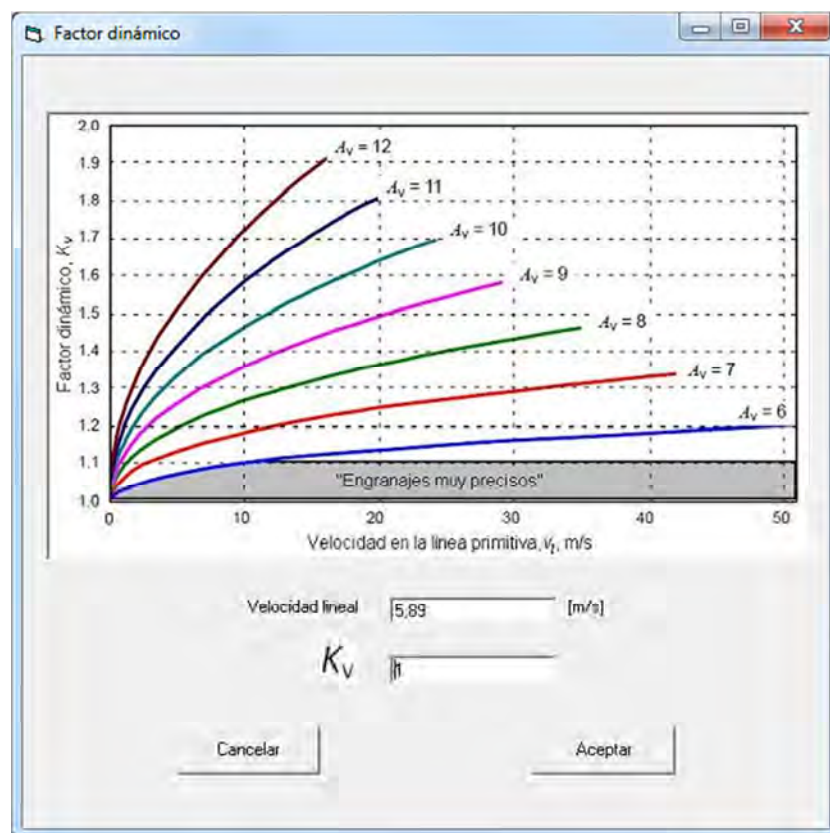 Factor dinámico
2.0
1.9
1.8
1.7
1.6
1.5
1.4
1.3
1.2
1.1
1.0
Factor dinámico, Kv
Av = 12
Av = 11
Av = 10
Av = 9
Av = 8
Av = 7
Av = 6
"Engranajes muy precisos"
0 10 20 30 40 50
Velocidad en la línea primitiva, vt, m/s
Velocidad lineal 5,89 [m/s]
Kv
Cancelar Aceptar